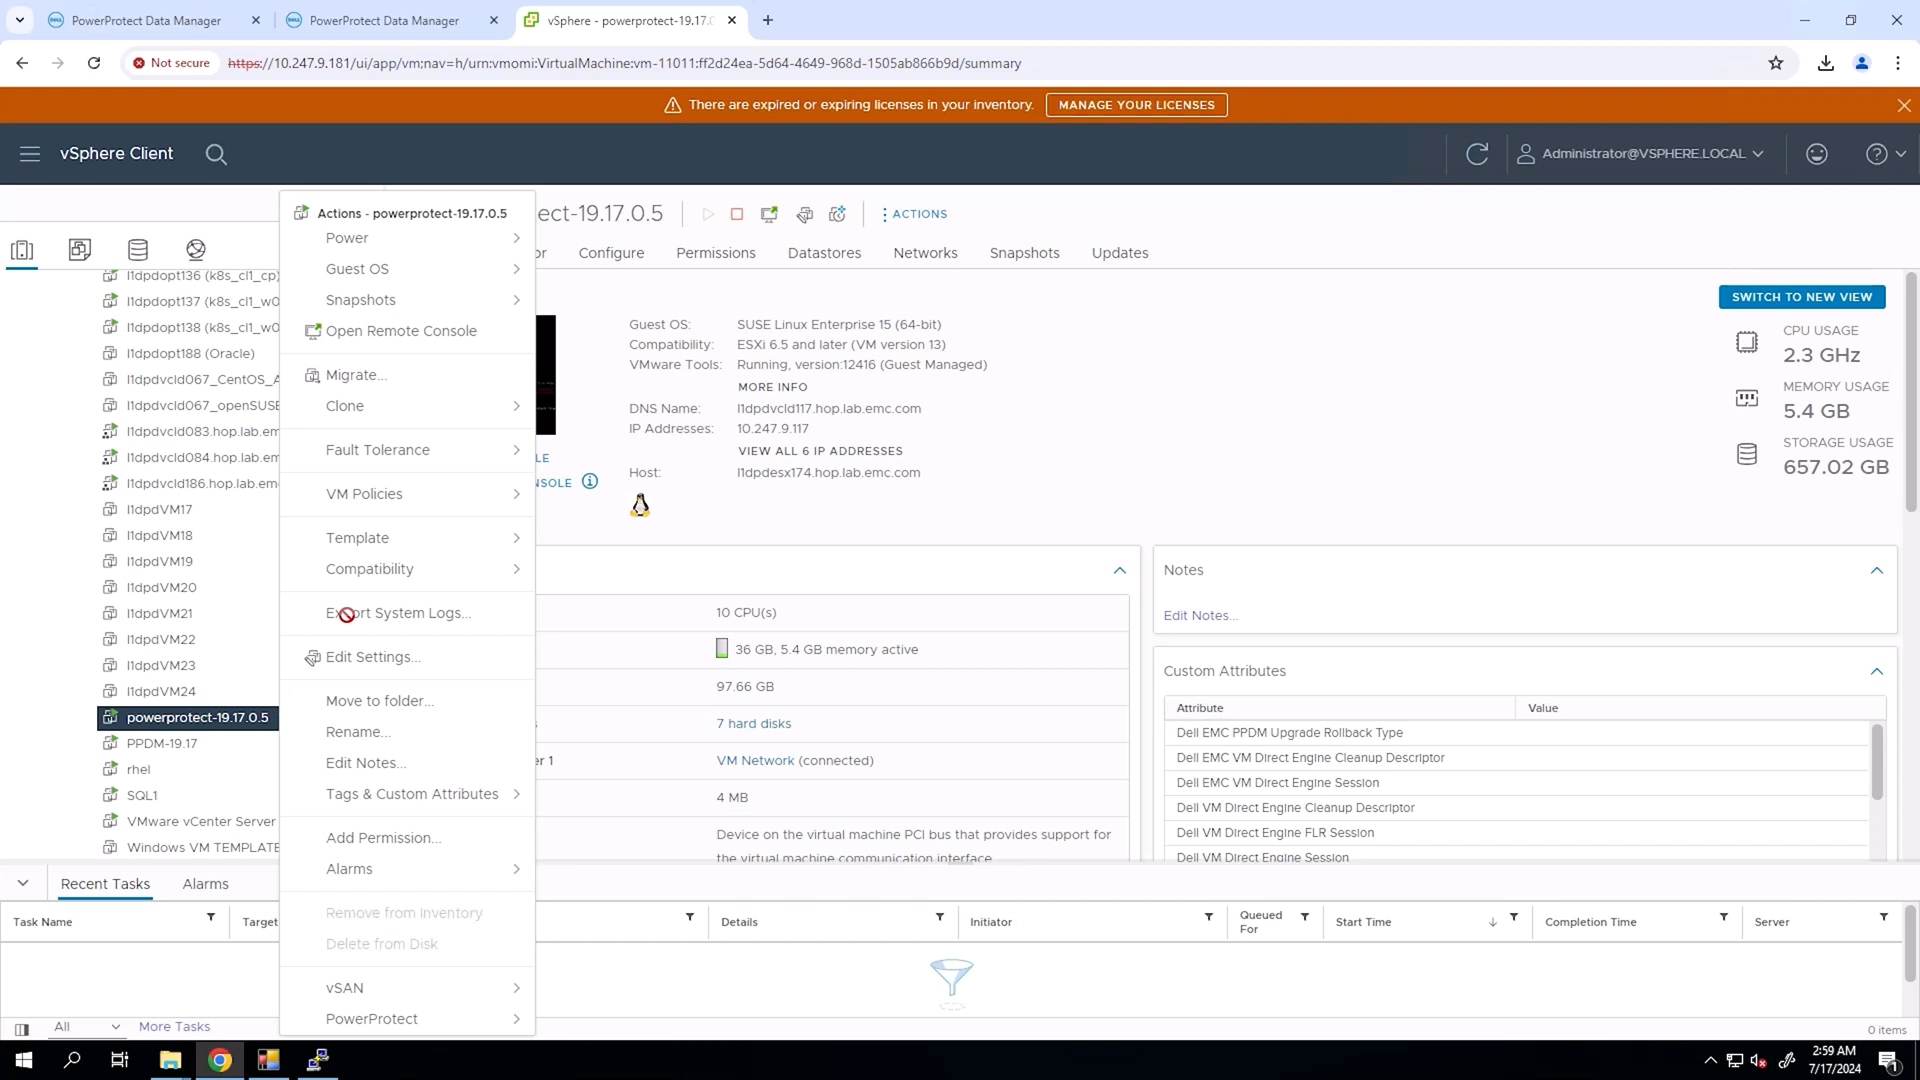 PowerProtect Data Manager
PowerProtect Data Manager
vSphere - powerprotect-19.17.0
Not secure
https://10.247.9.181/ui/app/vm;nav=h/urn:vmomi:VirtualMachine:vm-11011:ff2d24ea-5d64-4649-968d-1505ab866b9d/summary
There are expired or expiring licenses in your inventory.
MANAGE YOUR LICENSES
vSphere Client
Administrator@VSPHERE.LOCAL
Actions - powerprotect-19.17.0.5
Power
Guest OS
Snapshots
Open Remote Console
Migrate...
Clone
Fault Tolerance
VM Policies
Template
Compatibility
Export System Logs...
Edit Settings...
Move to folder...
Rename...
Edit Notes...
Tags & Custom Attributes
Add Permission...
Alarms
Remove from Inventory
Delete from Disk
vSAN
PowerProtect
l1dpdopt136 (k8s_cl1_cp)
l1dpdopt137 (k8s_cl1_w0
l1dpdopt138 (k8s_cl1_w0
l1dpdopt188 (Oracle)
l1dpdvcld067_CentOS_A
l1dpdvcld067_openSUSE
l1dpdvcld083.hop.lab.em
l1dpdvcld084.hop.lab.em
l1dpdvcld186.hop.lab.em
l1dpdVM17
l1dpdVM18
l1dpdVM19
l1dpdVM20
l1dpdVM21
l1dpdVM22
l1dpdVM23
l1dpdVM24
powerprotect-19.17.0.5
PPDM-19.17
rhel
SQL1
VMware vCenter Server
Windows VM TEMPLATE
ect-19.17.0.5
ACTIONS
or
Configure
Permissions
Datastores
Networks
Snapshots
Updates
SWITCH TO NEW VIEW
Guest OS: SUSE Linux Enterprise 15 (64-bit)
Compatibility: ESXi 6.5 and later (VM version 13)
VMware Tools: Running, version:12416 (Guest Managed)
MORE INFO
DNS Name: l1dpdvcld117.hop.lab.emc.com
IP Addresses: 10.247.9.117
VIEW ALL 6 IP ADDRESSES
Host: l1dpdesx174.hop.lab.emc.com
LE
NSOLE
CPU USAGE
2.3 GHz
MEMORY USAGE
5.4 GB
STORAGE USAGE
657.02 GB
10 CPU(s)
36 GB, 5.4 GB memory active
97.66 GB
s
7 hard disks
er 1
VM Network (connected)
4 MB
Device on the virtual machine PCI bus that provides support for
the virtual machine communication interface
Notes
Edit Notes...
Custom Attributes
Attribute
Value
Dell EMC PPDM Upgrade Rollback Type
Dell EMC VM Direct Engine Cleanup Descriptor
Dell EMC VM Direct Engine Session
Dell VM Direct Engine Cleanup Descriptor
Dell VM Direct Engine FLR Session
Dell VM Direct Engine Session
Recent Tasks
Alarms
Task Name
Target
Details
Initiator
Queued
For
Start Time
Completion Time
Server
All
More Tasks
0 items
2:59 AM
7/17/2024
1